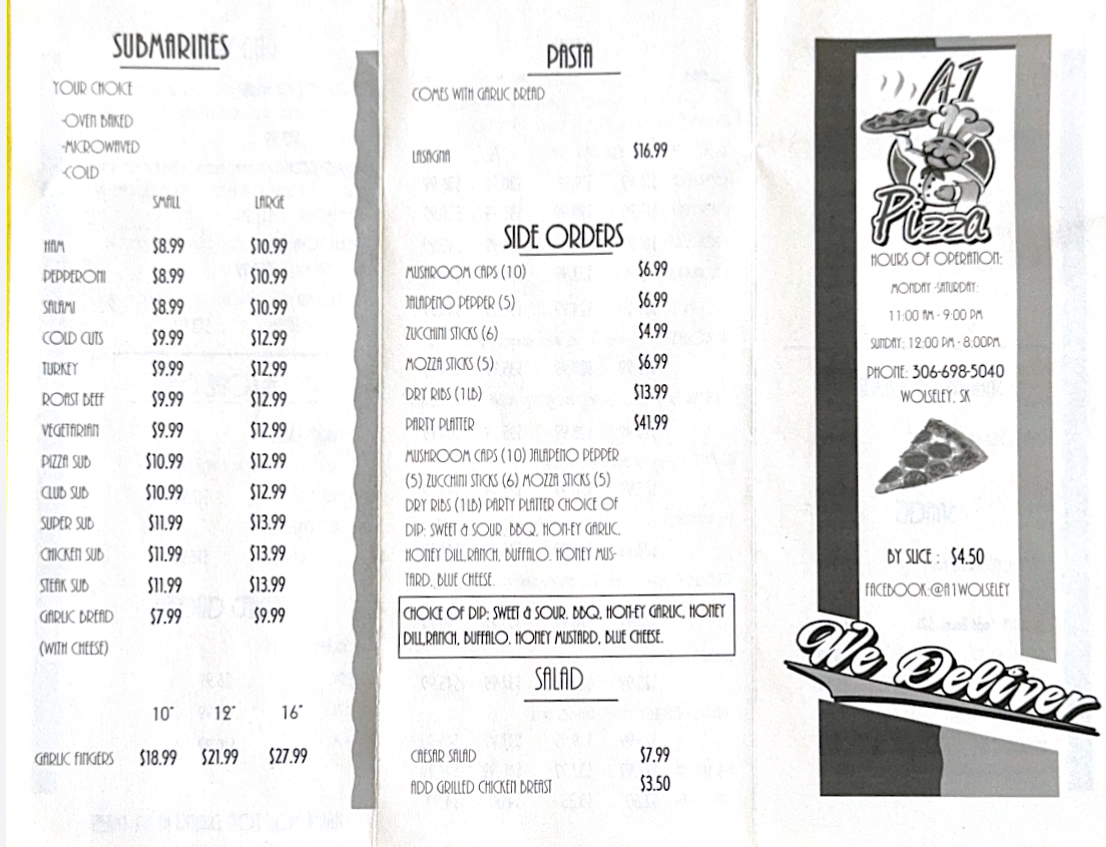 SUBMARINES
YOUR CHOICE
-OVEN BAKED
-MICROWAVED
-COLD
SMALL LARGE
HAM $8.99 $10.99
PEPPERONI $8.99 $10.99
SALAMI $8.99 $10.99
COLD CUTS $9.99 $12.99
TURKEY $9.99 $12.99
ROAST BEEF $9.99 $12.99
VEGETARIAN $9.99 $12.99
PIZZA SUB $10.99 $12.99
CLUB SUB $10.99 $12.99
SUPER SUB $11.99 $13.99
CHICKEN SUB $11.99 $13.99
STEAK SUB $11.99 $13.99
GARLIC BREAD $7.99 $9.99
(WITH CHEESE)
10" 12" 16"
GARLIC FINGERS $18.99 $21.99 $27.99
PASTA
COMES WITH GARLIC BREAD
LASAGNA $16.99
SIDE ORDERS
MUSHROOM CAPS (10) $6.99
JALAPENO PEPPER (5) $6.99
ZUCCHINI STICKS (6) $4.99
MOZZA STICKS (5) $6.99
DRY RIBS (1LB) $13.99
PARTY PLATTER $41.99
MUSHROOM CAPS (10) JALAPENO PEPPER
(5) ZUCCHINI STICKS (6) MOZZA STICKS (5)
DRY RIBS (1LB) PARTY PLATTER CHOICE OF
DIP: SWEET & SOUR, BBQ, HON-EY GARLIC,
HONEY DILL,RANCH, BUFFALO, HONEY MUS-
TARD, BLUE CHEESE.
CHOICE OF DIP: SWEET & SOUR, BBQ, HON-EY GARLIC, HONEY
DILL,RANCH, BUFFALO, HONEY MUSTARD, BLUE CHEESE.
SALAD
CAESAR SALAD $7.99
ADD GRILLED CHICKEN BREAST $3.50
A1
Pizza
HOURS OF OPERATION:
MONDAY -SATURDAY:
11:00 AM - 9:00 PM
SUNDAY: 12:00 PM - 8:00PM
PHONE: 306-698-5040
WOLSELEY, SK
BY SLICE : $4.50
FACEBOOK:@A1WOLSELEY
We Deliver